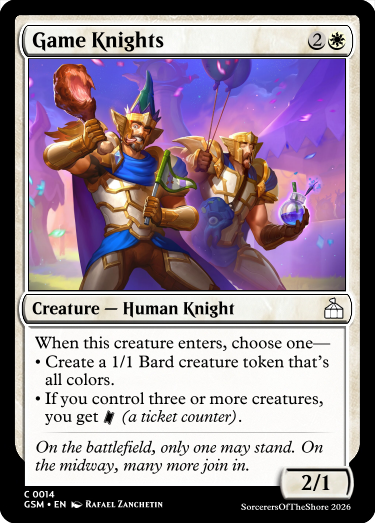 Game Knights 2
Creature — Human Knight
When this creature enters, choose one—
• Create a 1/1 Bard creature token that's
all colors.
• If you control three or more creatures,
you get (a ticket counter).
On the battlefield, only one may stand. On
the midway, many more join in.
2/1
C 0014
GSM • EN Rafael Zanchetin
SorcerersOfTheShore 2026